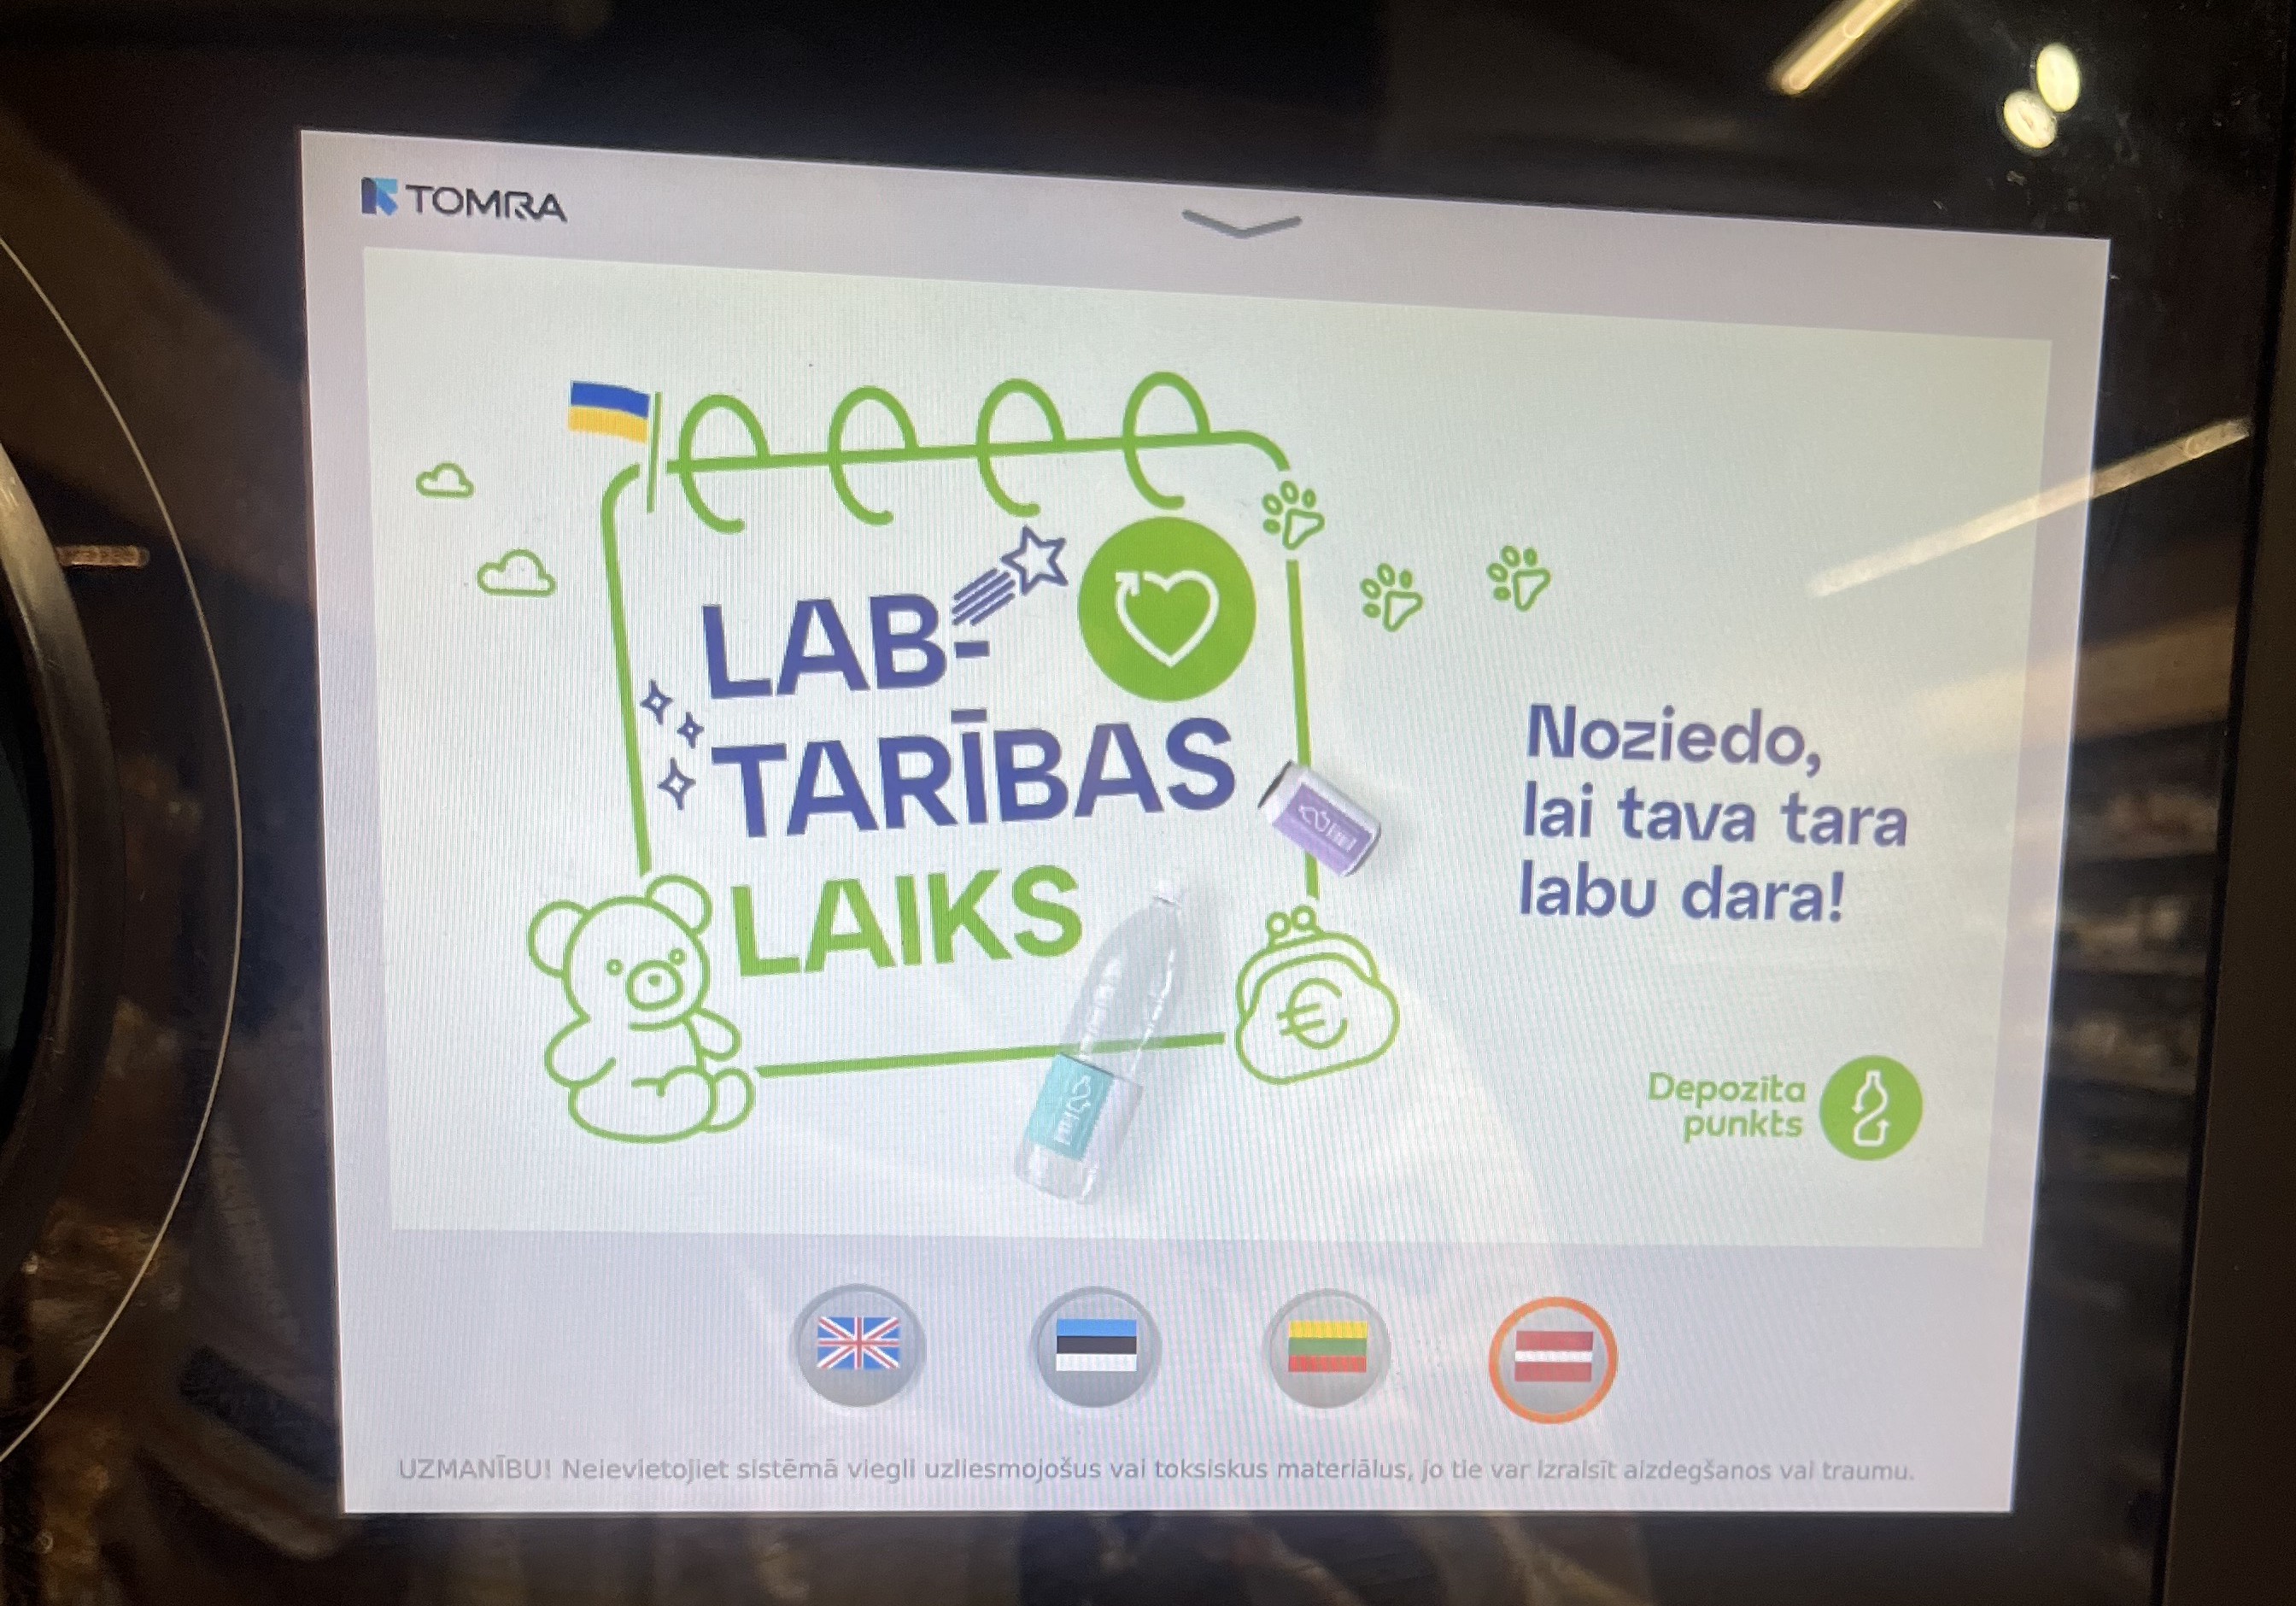 TOMRA
LAB-
TARĪBAS
LAIKS
Noziedo,
lai tava tara
labu dara!
€
Depozīta
punkts
UZMANĪBU! Neievietojiet sistēmā viegli uzliesmojošus vai toksiskus materiālus, jo tie var izraisīt aizdegšanos vai traumu.